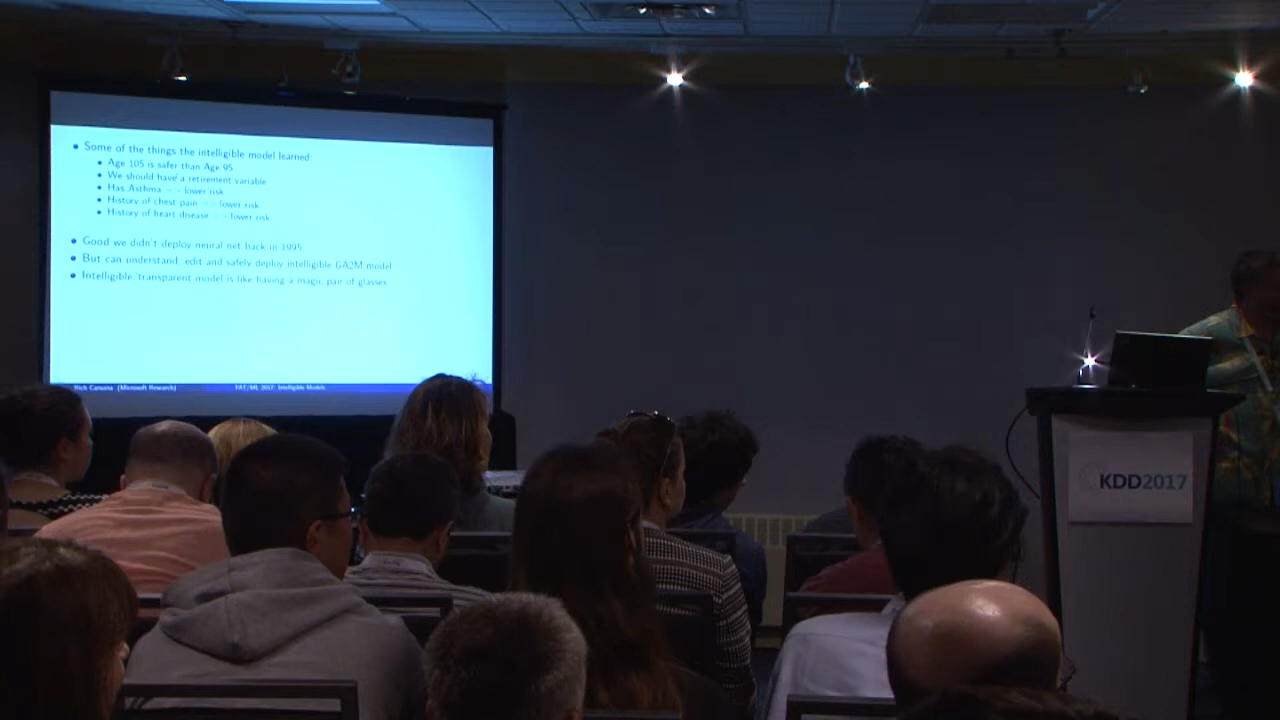 • Some of the things the intelligible model learned:
• Age 105 is safer than Age 95
• We should have a retirement variable
• Has Asthma => lower risk
• History of chest pain => lower risk
• History of heart disease => lower risk
• Good we didn't deploy neural net back in 1995
• But can understand, edit and safely deploy intelligible GA2M model
• Intelligible/transparent model is like having a magic pair of glasses
Rich Caruana (Microsoft Research) FAT/ML 2017: Intelligible Models
KDD2017